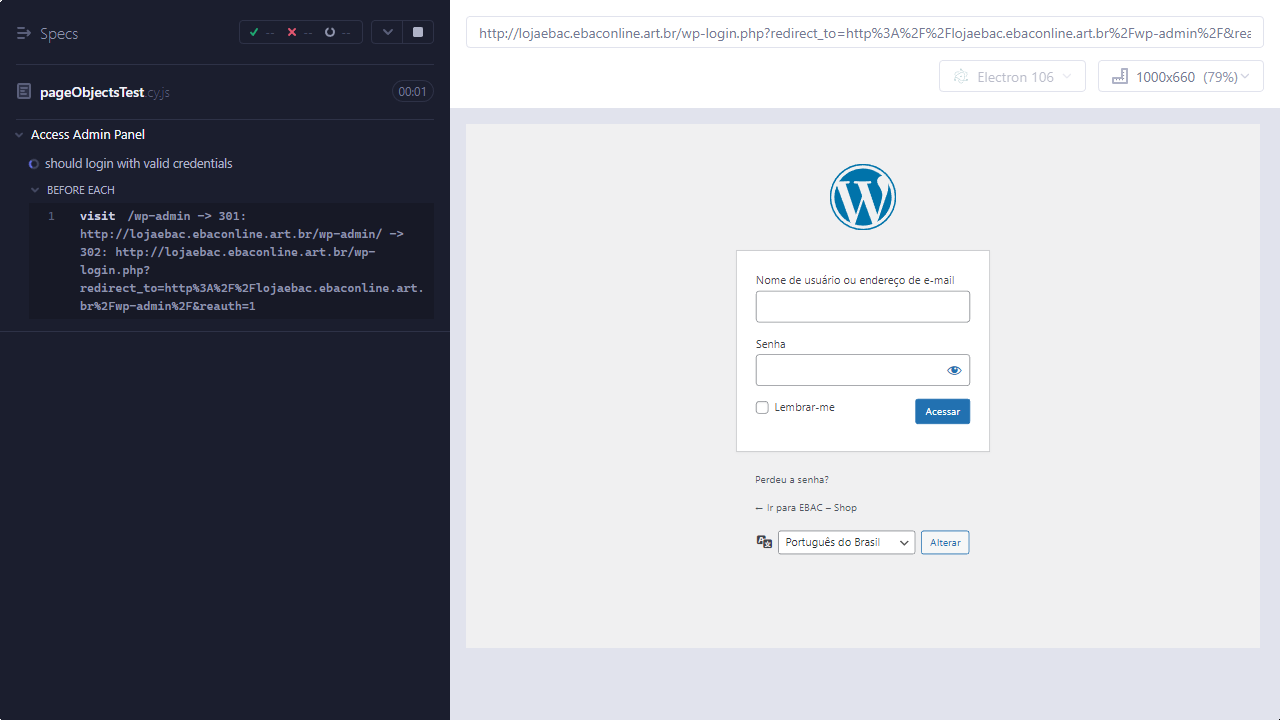 Specs
-- -- --
pageObjectsTest.cy.js
00:01
Access Admin Panel
should login with valid credentials
BEFORE EACH
1 visit /wp-admin -> 301:
http://lojaebac.ebaconline.art.br/wp-admin/ ->
302: http://lojaebac.ebaconline.art.br/wp-
login.php?
redirect_to=http%3A%2F%2Flojaebac.ebaconline.art.
br%2Fwp-admin%2F&reauth=1
http://lojaebac.ebaconline.art.br/wp-login.php?redirect_to=http%3A%2F%2Flojaebac.ebaconline.art.br%2Fwp-admin%2F&rea
Electron 106
1000x660 (79%)
Nome de usuário ou endereço de e-mail
Senha
Lembrar-me
Acessar
Perdeu a senha?
← Ir para EBAC – Shop
Português do Brasil
Alterar